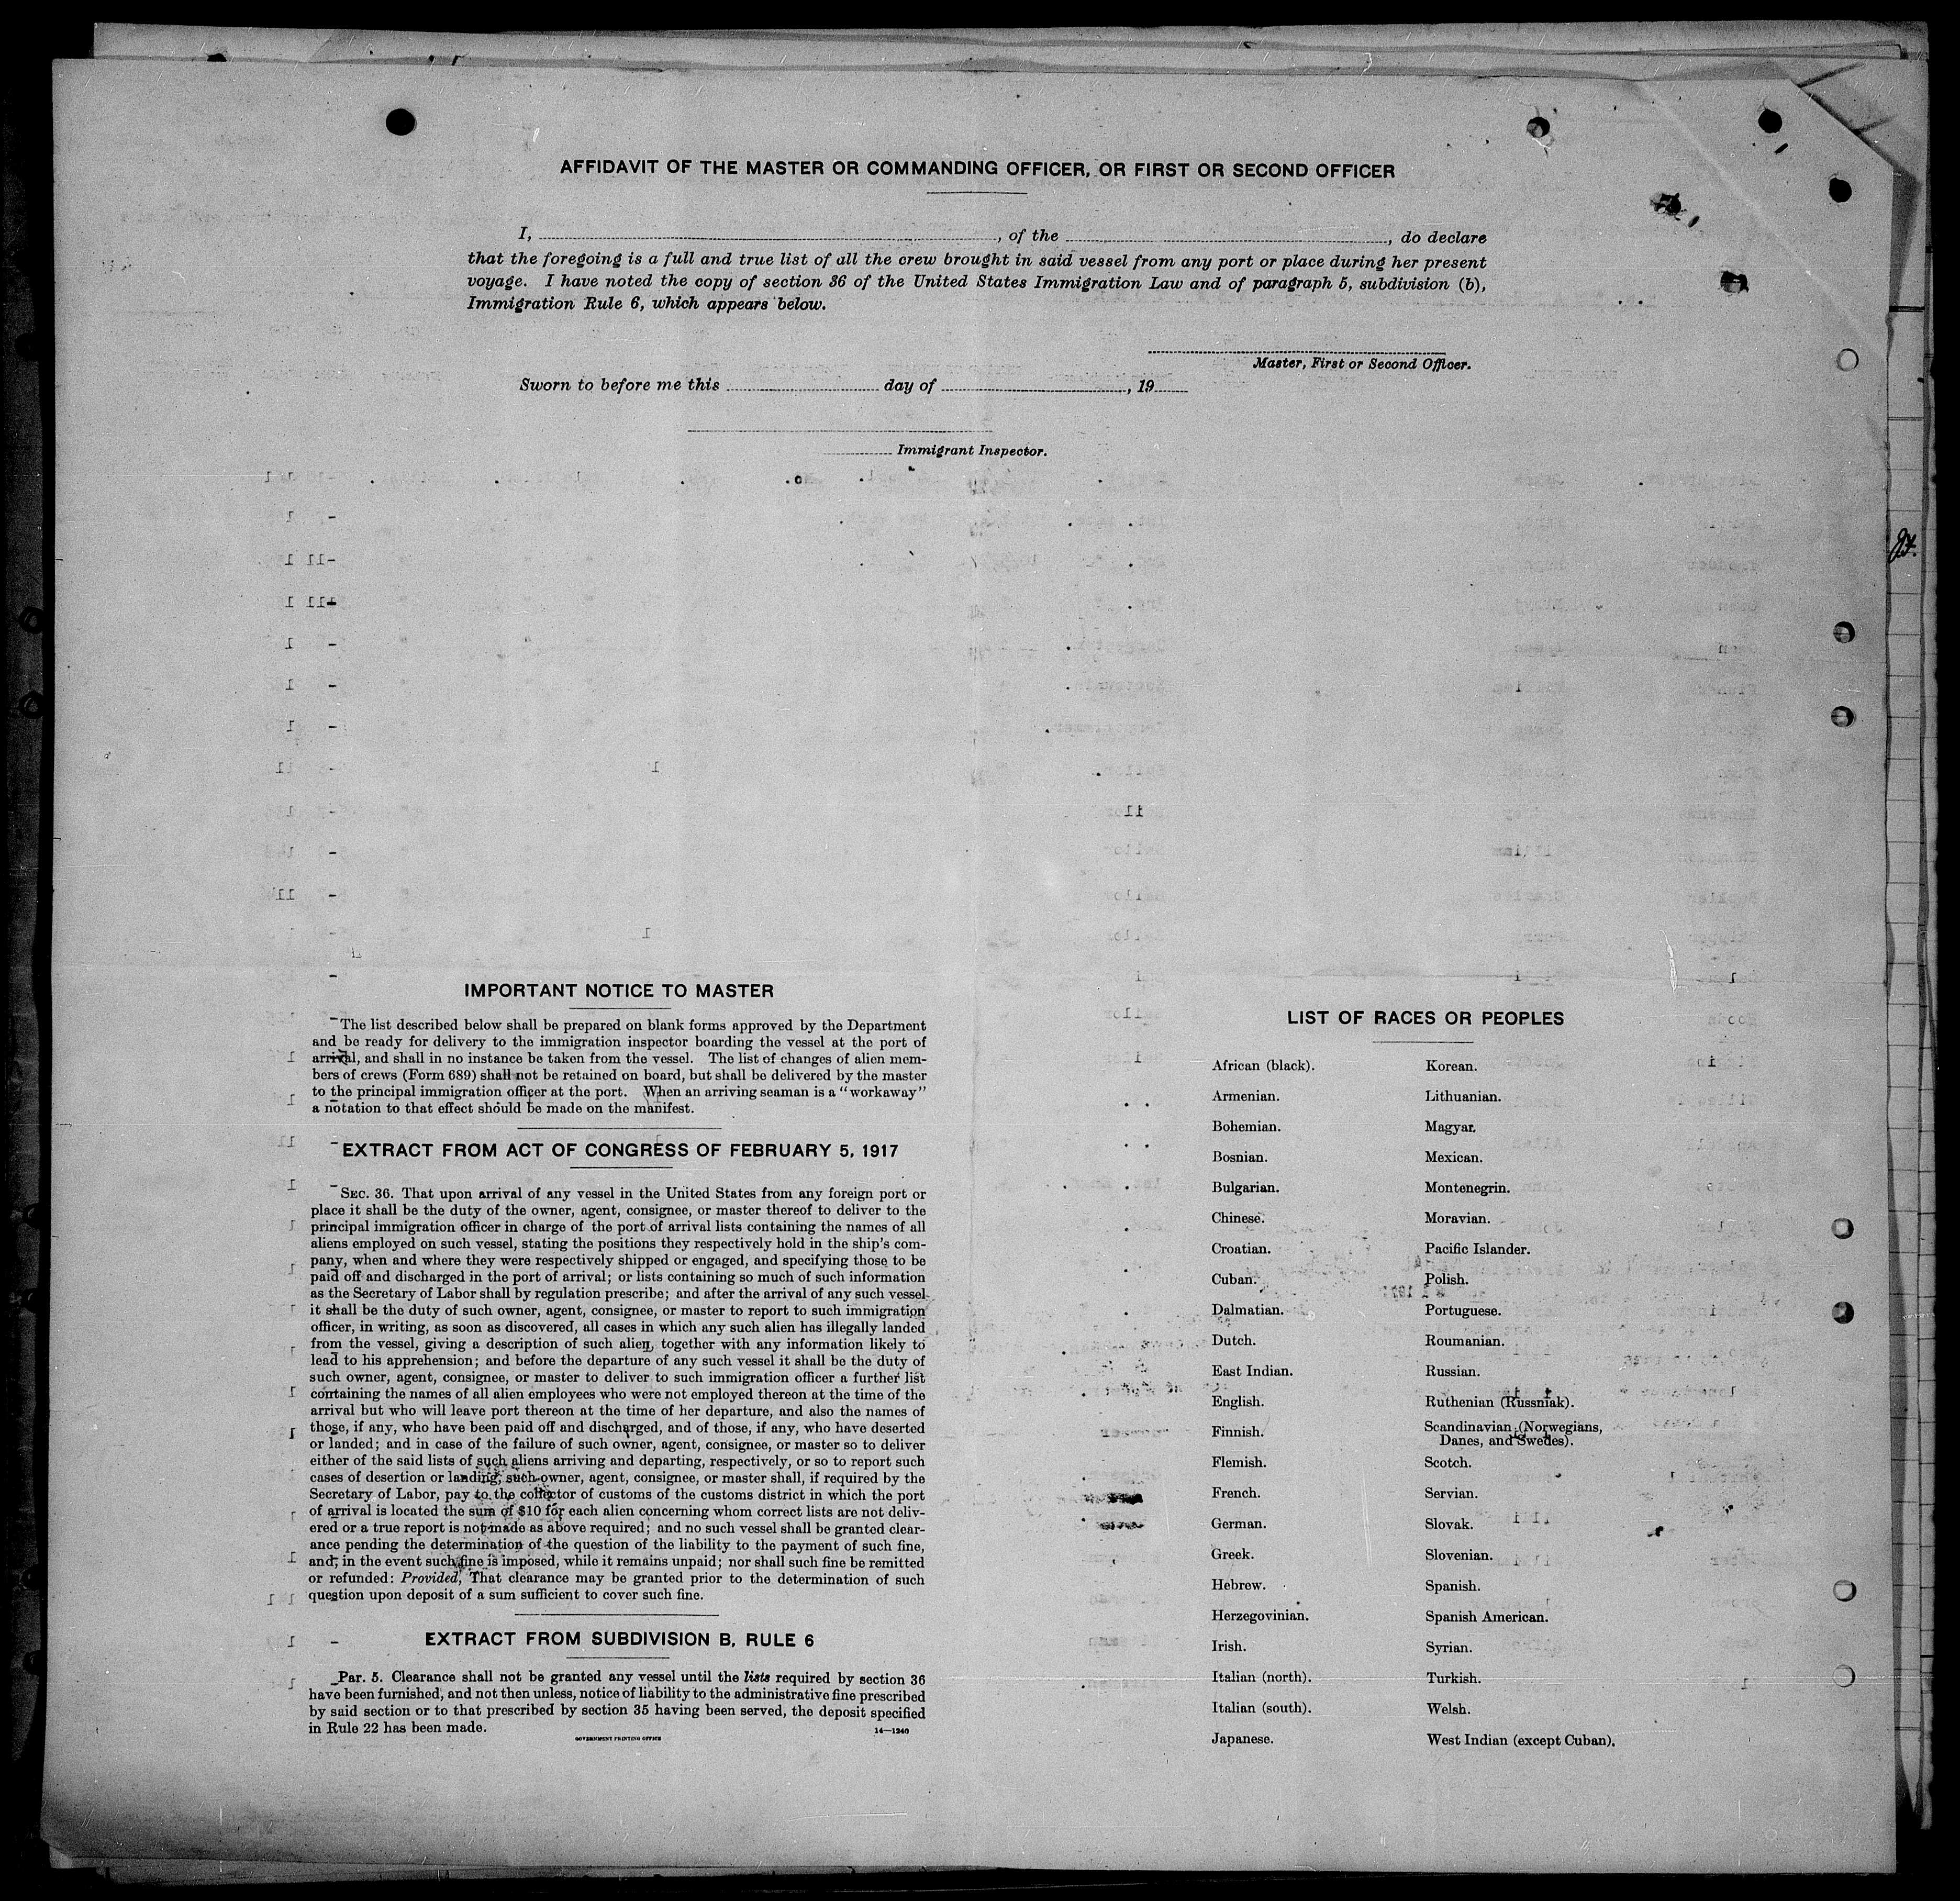 AFFIDAVIT OF THE MASTER OR COMMANDING OFFICER, OR FIRST OR SECOND OFFICER
I, , of the , do declare
that the foregoing is a full and true list of all the crew brought in said vessel from any port or place during her present
voyage. I have noted the copy of section 36 of the United States Immigration Law and of paragraph 5, subdivision (b),
Immigration Rule 6, which appears below.
Master, First or Second Officer.
Sworn to before me this day of , 19
Immigrant Inspector.
IMPORTANT NOTICE TO MASTER
The list described below shall be prepared on blank forms approved by the Department
and be ready for delivery to the immigration inspector boarding the vessel at the port of
arrival, and shall in no instance be taken from the vessel. The list of changes of alien mem-
bers of crews (Form 689) shall not be retained on board, but shall be delivered by the master
to the principal immigration officer at the port. When an arriving seaman is a “workaway”
a notation to that effect should be made on the manifest.
EXTRACT FROM ACT OF CONGRESS OF FEBRUARY 5, 1917
SEC. 36. That upon arrival of any vessel in the United States from any foreign port or
place it shall be the duty of the owner, agent, consignee, or master thereof to deliver to the
principal immigration officer in charge of the port of arrival lists containing the names of all
aliens employed on such vessel, stating the positions they respectively hold in the ship's com-
pany, when and where they were respectively shipped or engaged, and specifying those to be
paid off and discharged in the port of arrival; or lists containing so much of such information
as the Secretary of Labor shall by regulation prescribe; and after the arrival of any such vessel
it shall be the duty of such owner, agent, consignee, or master to report to such immigration
officer, in writing, as soon as discovered, all cases in which any such alien has illegally landed
from the vessel, giving a description of such alien, together with any information likely to
lead to his apprehension; and before the departure of any such vessel it shall be the duty of
such owner, agent, consignee, or master to deliver to such immigration officer a further list
containing the names of all alien employees who were not employed thereon at the time of the
arrival but who will leave port thereon at the time of her departure, and also the names of
those, if any, who have been paid off and discharged, and of those, if any, who have deserted
or landed; and in case of the failure of such owner, agent, consignee, or master so to deliver
either of the said lists of such aliens arriving and departing, respectively, or so to report such
cases of desertion or landing, such owner, agent, consignee, or master shall, if required by the
Secretary of Labor, pay to the collector of customs of the customs district in which the port
of arrival is located the sum of $10 for each alien concerning whom correct lists are not deliv-
ered or a true report is not made as above required; and no such vessel shall be granted clear-
ance pending the determination of the question of the liability to the payment of such fine,
and, in the event such fine is imposed, while it remains unpaid; nor shall such fine be remitted
or refunded: Provided, That clearance may be granted prior to the determination of such
question upon deposit of a sum sufficient to cover such fine.
EXTRACT FROM SUBDIVISION B, RULE 6
Par. 5. Clearance shall not be granted any vessel until the lists required by section 36
have been furnished, and not then unless, notice of liability to the administrative fine prescribed
by said section or to that prescribed by section 35 having been served, the deposit specified
in Rule 22 has been made.
14—1240
GOVERNMENT PRINTING OFFICE
LIST OF RACES OR PEOPLES
African (black).
Armenian.
Bohemian.
Bosnian.
Bulgarian.
Chinese.
Croatian.
Cuban.
Dalmatian.
Dutch.
East Indian.
English.
Finnish.
Flemish.
French.
German.
Greek.
Hebrew.
Herzegovinian.
Irish.
Italian (north).
Italian (south).
Japanese.
Korean.
Lithuanian.
Magyar.
Mexican.
Montenegrin.
Moravian.
Pacific Islander.
Polish.
Portuguese.
Roumanian.
Russian.
Ruthenian (Russniak).
Scandinavian (Norwegians,
Danes, and Swedes).
Scotch.
Servian.
Slovak.
Slovenian.
Spanish.
Spanish American.
Syrian.
Turkish.
Welsh.
West Indian (except Cuban).